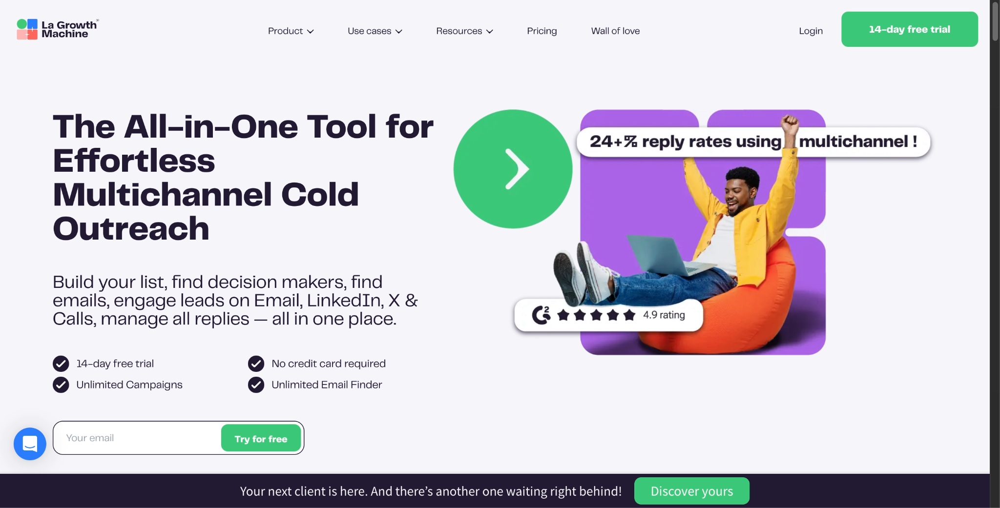 La Growth
Machine
Product
Use cases
Resources
Pricing
Wall of love
Login
14-day free trial
The All-in-One Tool for
Effortless
Multichannel Cold
Outreach
Build your list, find decision makers, find
emails, engage leads on Email, LinkedIn, X &
Calls, manage all replies — all in one place.
14-day free trial
No credit card required
Unlimited Campaigns
Unlimited Email Finder
Your email
Try for free
24+% reply rates using multichannel !
G2 4.9 rating
Your next client is here. And there’s another one waiting right behind!
Discover yours